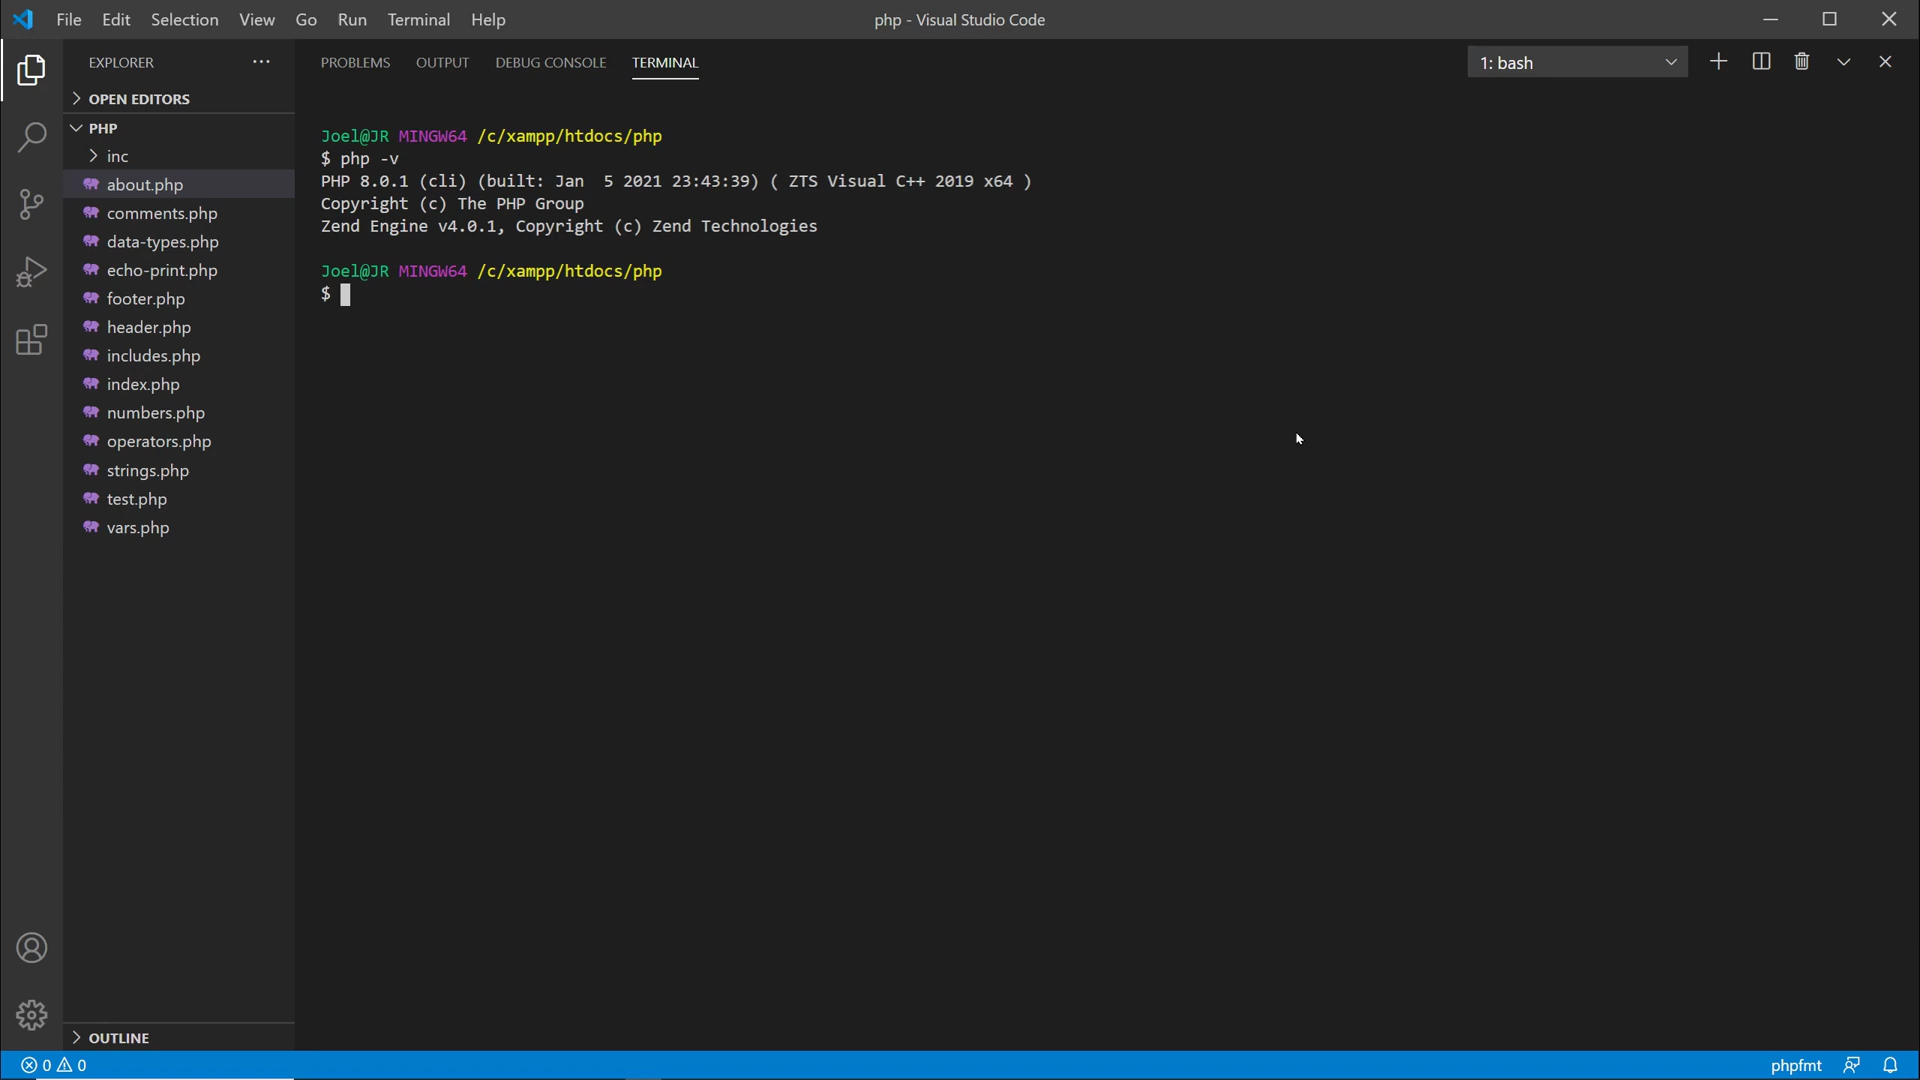 File Edit Selection View Go Run Terminal Help
php - Visual Studio Code
EXPLORER
OPEN EDITORS
PHP
inc
about.php
comments.php
data-types.php
echo-print.php
footer.php
header.php
includes.php
index.php
numbers.php
operators.php
strings.php
test.php
vars.php
OUTLINE
PROBLEMS OUTPUT DEBUG CONSOLE TERMINAL
1: bash
Joel@JR MINGW64 /c/xampp/htdocs/php
$ php -v
PHP 8.0.1 (cli) (built: Jan  5 2021 23:43:39) ( ZTS Visual C++ 2019 x64 )
Copyright (c) The PHP Group
Zend Engine v4.0.1, Copyright (c) Zend Technologies
Joel@JR MINGW64 /c/xampp/htdocs/php
$
0 0
phpfmt